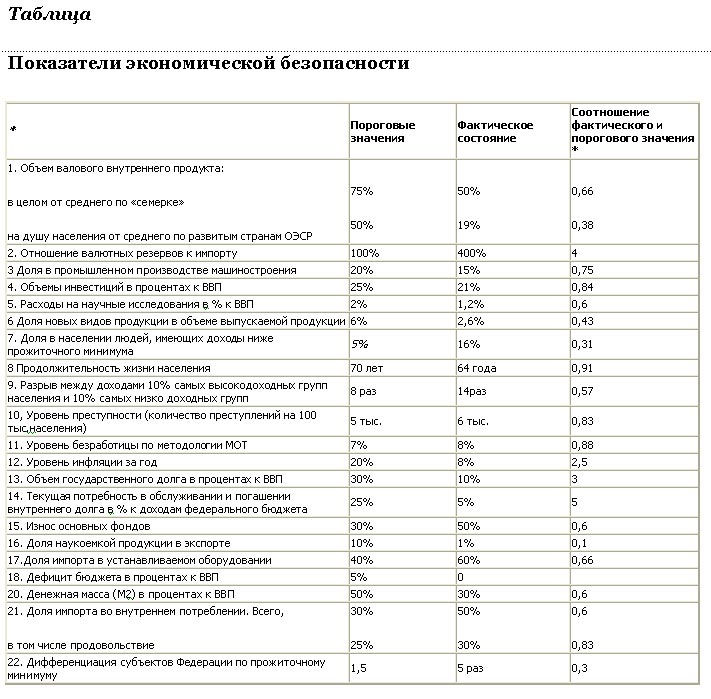 Таблица
Показатели экономической безопасности
* Пороговые значения Фактическое состояние Соотношение фактического и порогового значения *
1. Объем валового внутреннего продукта:
в целом от среднего по «семерке» 75% 50% 0,66
на душу населения от среднего по развитым странам ОЭСР 50% 19% 0,38
2. Отношение валютных резервов к импорту 100% 400% 4
3 Доля в промышленном производстве машиностроения 20% 15% 0,75
4. Объемы инвестиций в процентах к ВВП 25% 21% 0,84
5. Расходы на научные исследования в % к ВВП 2% 1,2% 0,6
6 Доля новых видов продукции в объеме выпускаемой продукции 6% 2,6% 0,43
7. Доля в населении людей, имеющих доходы ниже
прожиточного минимума 5% 16% 0,31
8 Продолжительность жизни населения 70 лет 64 года 0,91
9. Разрыв между доходами 10% самых высокодоходных групп
населения и 10% самых низко доходных групп 8 раз 14раз 0,57
10, Уровень преступности (количество преступлений на 100
тыс,населения) 5 тыс. 6 тыс. 0,83
11. Уровень безработицы по методологии МОТ 7% 8% 0,88
12. Уровень инфляции за год 20% 8% 2,5
13. Объем государственного долга в процентах к ВВП 30% 10% 3
14. Текущая потребность в обслуживании и погашении
внутреннего долга в % к доходам федерального бюджета 25% 5% 5
15. Износ основных фондов 30% 50% 0,6
16. Доля наукоемкой продукции в экспорте 10% 1% 0,1
17.Доля импорта в устанавливаемом оборудовании 40% 60% 0,66
18. Дефицит бюджета в процентах к ВВП 5% 0
20. Денежная масса (М2) в процентах к ВВП 50% 30% 0,6
21. Доля импорта во внутреннем потреблении. Всего, 30% 50% 0,6
в том числе продовольствие 25% 30% 0,83
22. Дифференциация субъектов Федерации по прожиточному
минимуму 1,5 5 раз 0,3